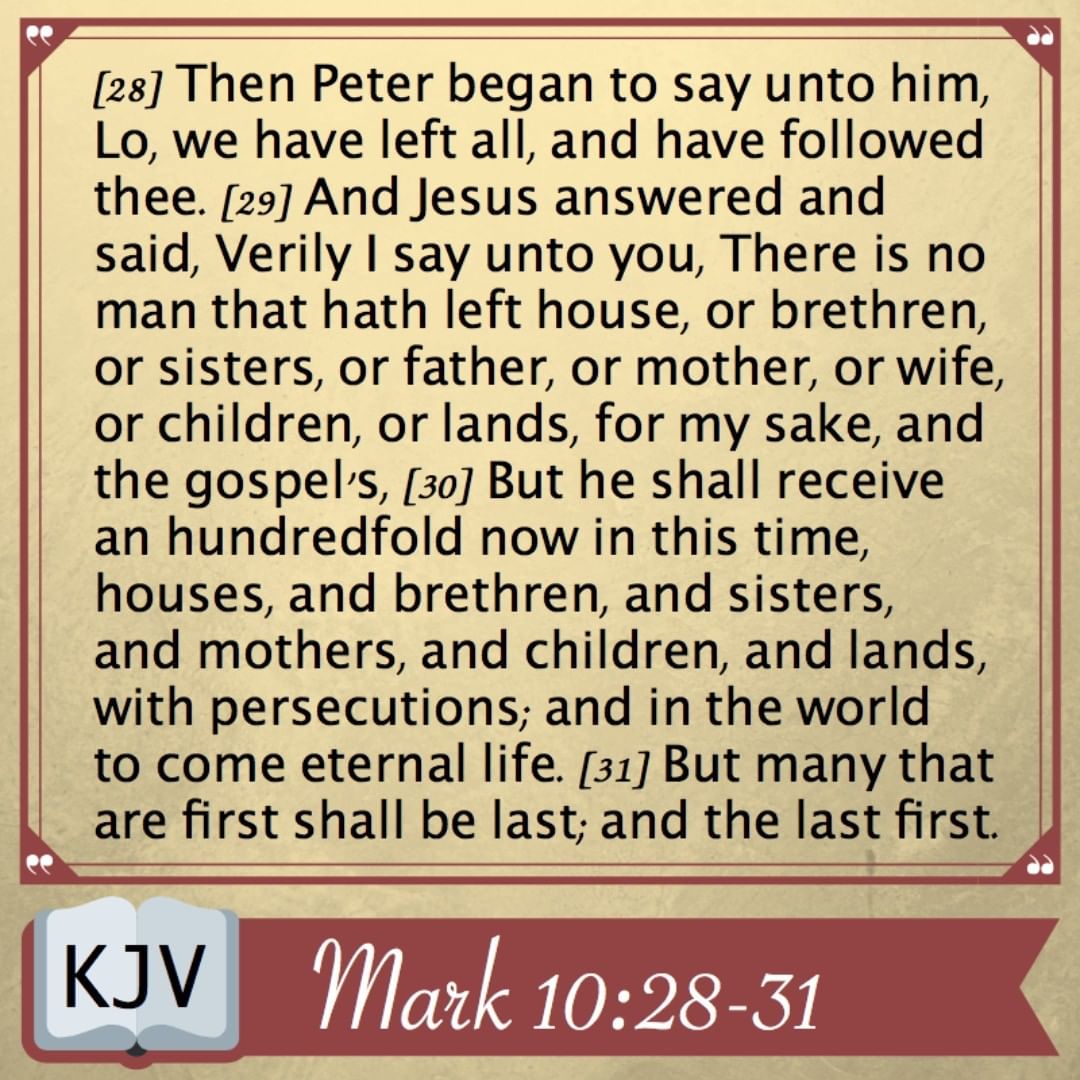 [28] Then Peter began to say unto him,
Lo, we have left all, and have followed
thee. [29] And Jesus answered and
said, Verily I say unto you, There is no
man that hath left house, or brethren,
or sisters, or father, or mother, or wife,
or children, or lands, for my sake, and
the gospel's, [30] But he shall receive
an hundredfold now in this time,
houses, and brethren, and sisters,
and mothers, and children, and lands,
with persecutions; and in the world
to come eternal life. [31] But many that
are first shall be last; and the last first.
KJV
Mark 10:28-31